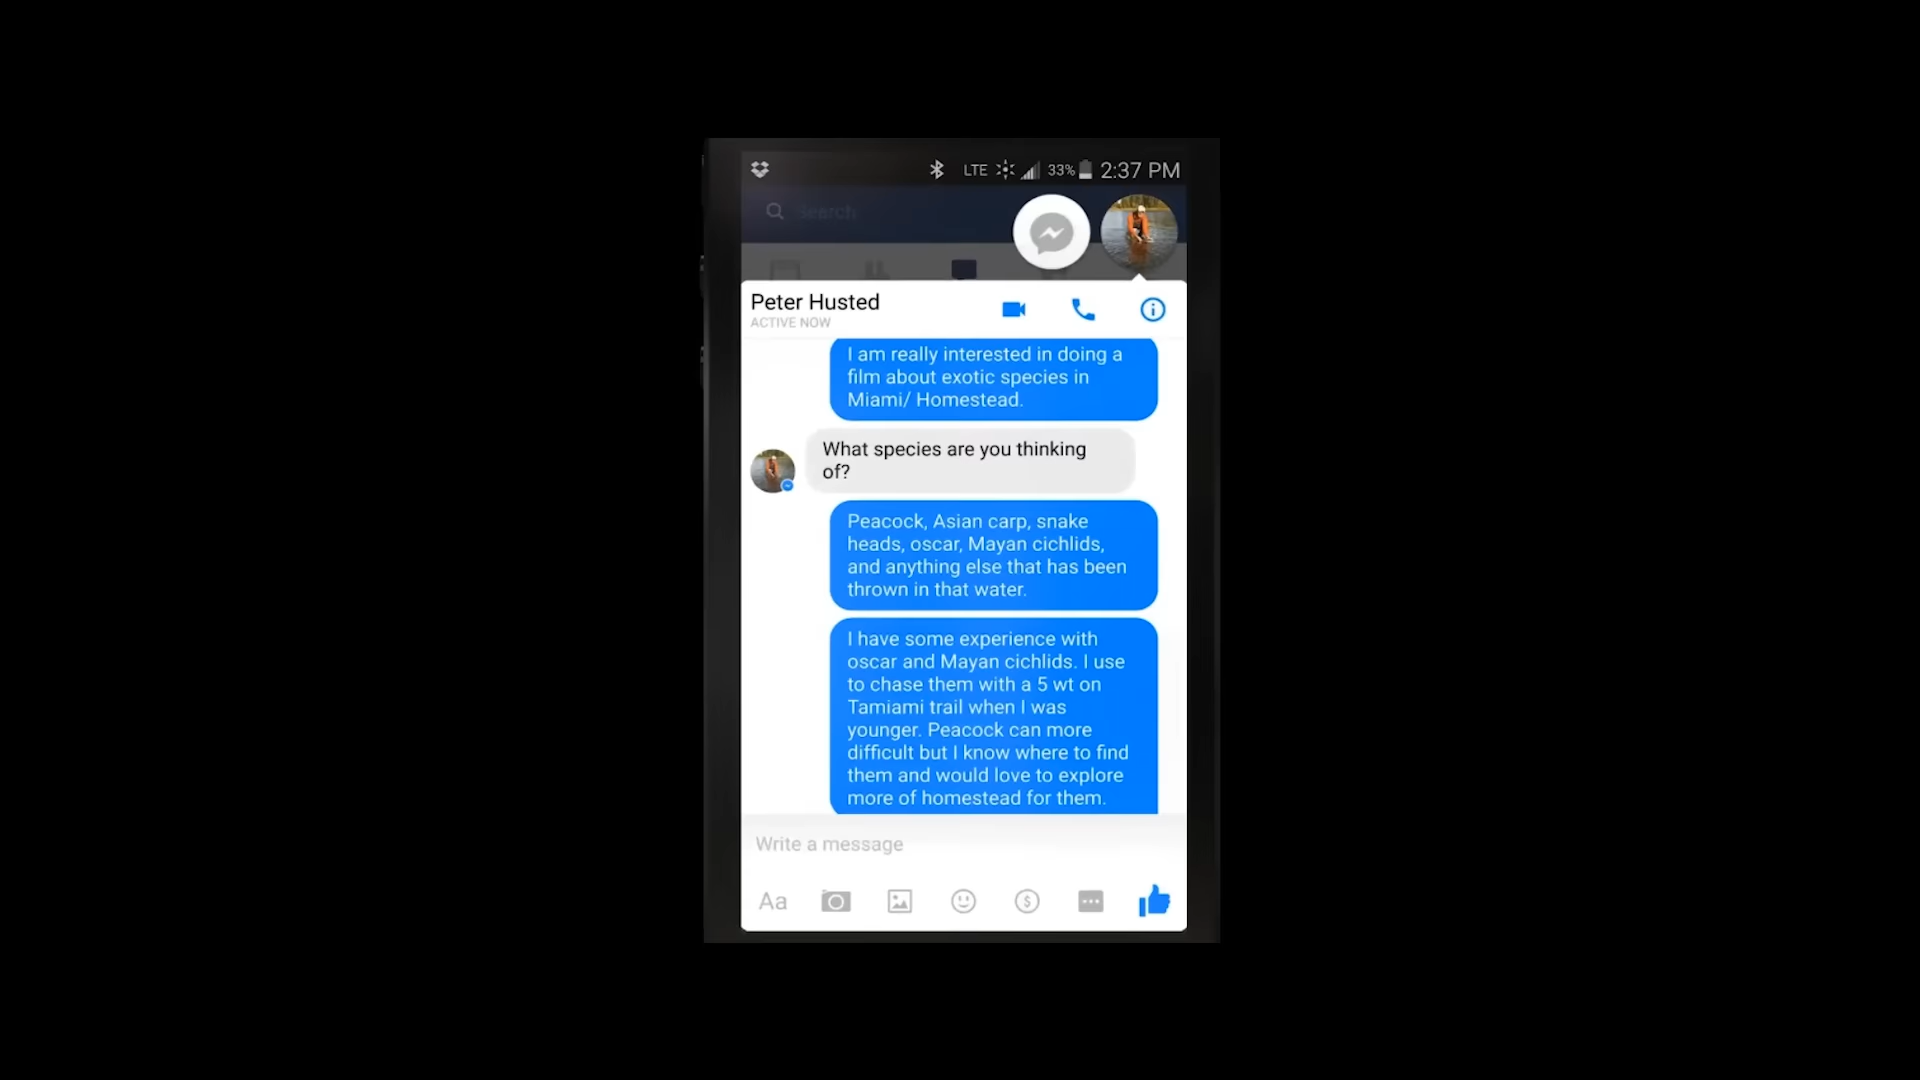 LTE 33% 2:37 PM
Search
Peter Husted
ACTIVE NOW
I am really interested in doing a
film about exotic species in
Miami/ Homestead.
What species are you thinking
of?
Peacock, Asian carp, snake
heads, oscar, Mayan cichlids,
and anything else that has been
thrown in that water.
I have some experience with
oscar and Mayan cichlids. I use
to chase them with a 5 wt on
Tamiami trail when I was
younger. Peacock can more
difficult but I know where to find
them and would love to explore
more of homestead for them.
Write a message
Aa